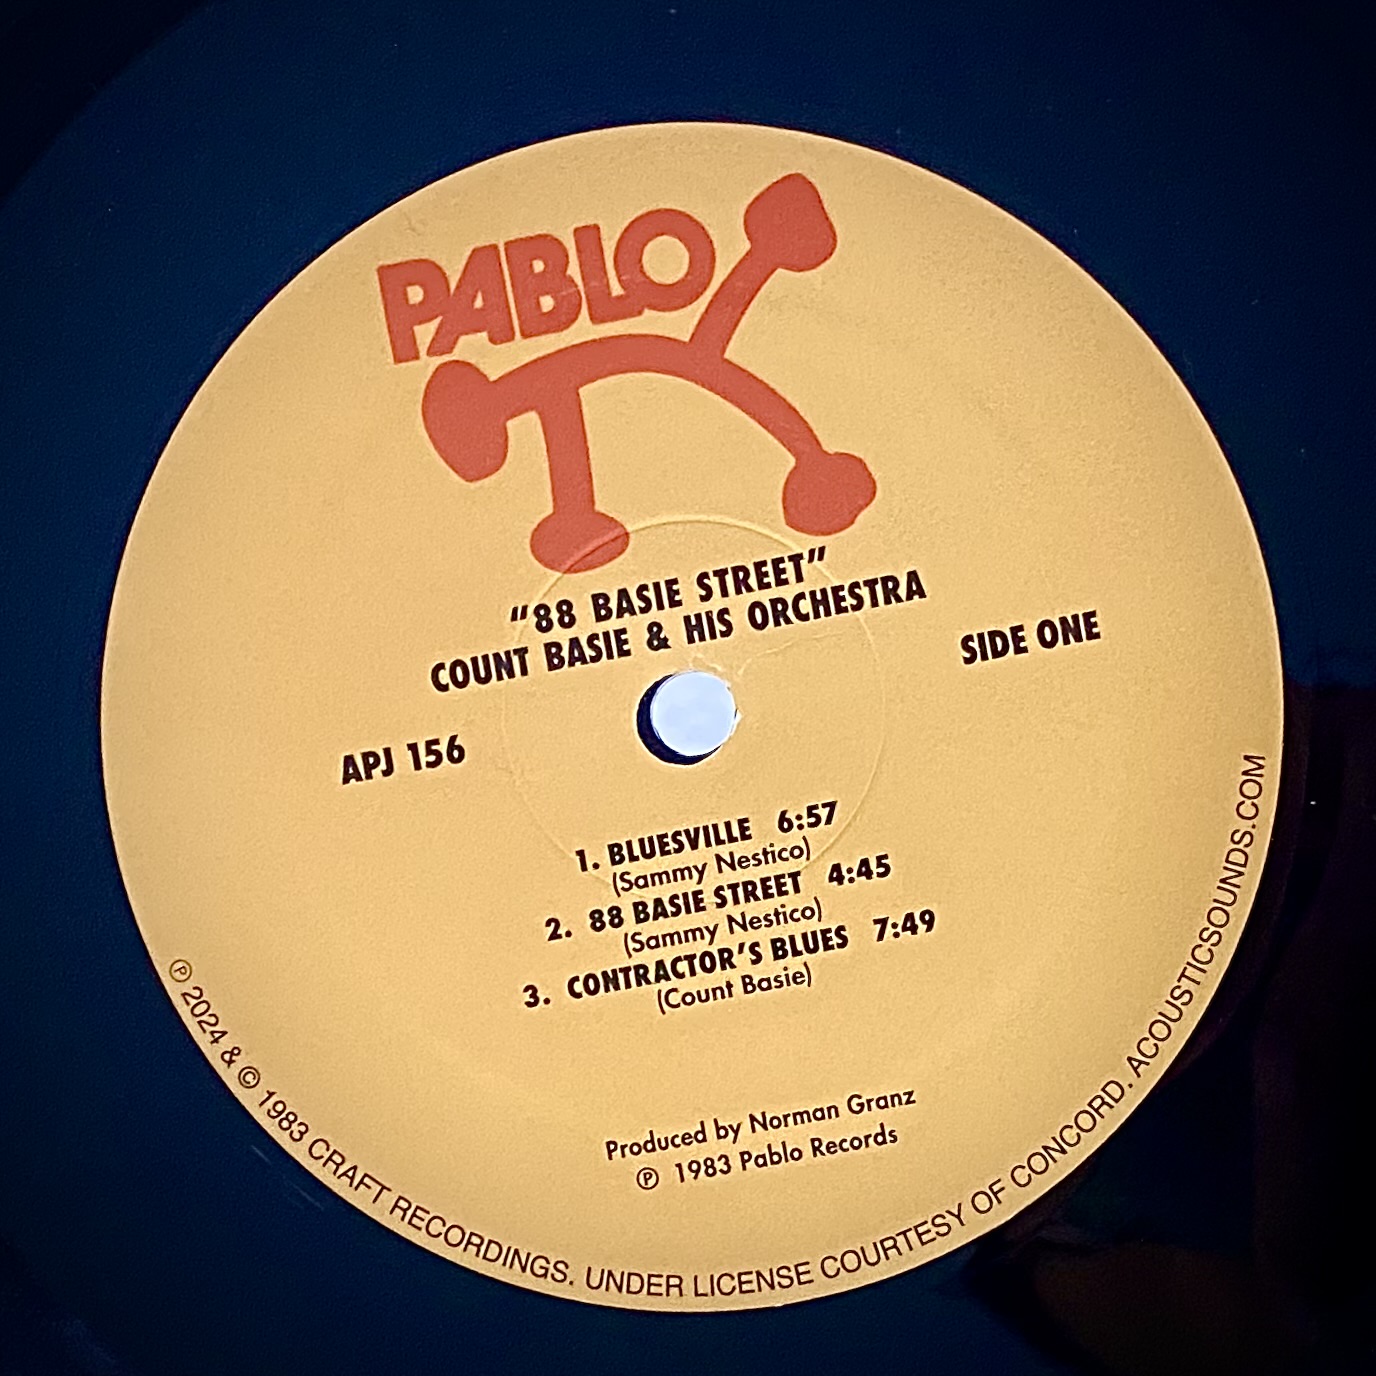 PABLO
"88 BASIE STREET"
COUNT BASIE & HIS ORCHESTRA
SIDE ONE
APJ 156
1. BLUESVILLE 6:57
(Sammy Nestico)
2. 88 BASIE STREET 4:45
(Sammy Nestico)
3. CONTRACTOR'S BLUES 7:49
(Count Basie)
Produced by Norman Granz
℗ 1983 Pablo Records
℗ 2024 & © 1983 CRAFT RECORDINGS. UNDER LICENSE COURTESY OF CONCORD. ACOUSTICSOUNDS.COM